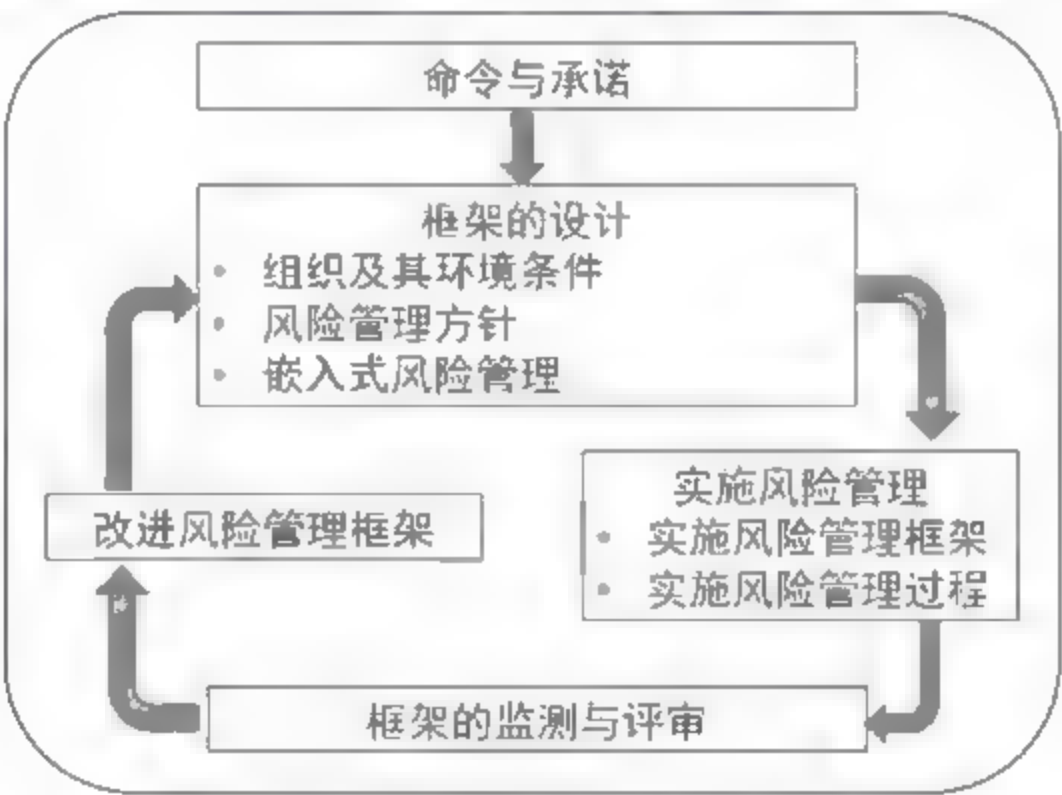 命令与承诺
框架的设计
• 组织及其环境条件
• 风险管理方针
• 嵌入式风险管理
实施风险管理
• 实施风险管理框架
• 实施风险管理过程
改进风险管理框架
框架的监测与评审